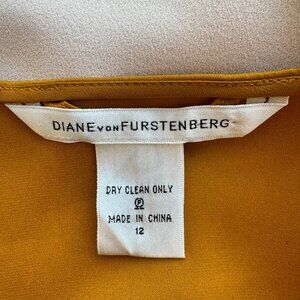 DIANE VON FURSTENBERG
DRY CLEAN ONLY
P
MADE IN CHINA
12